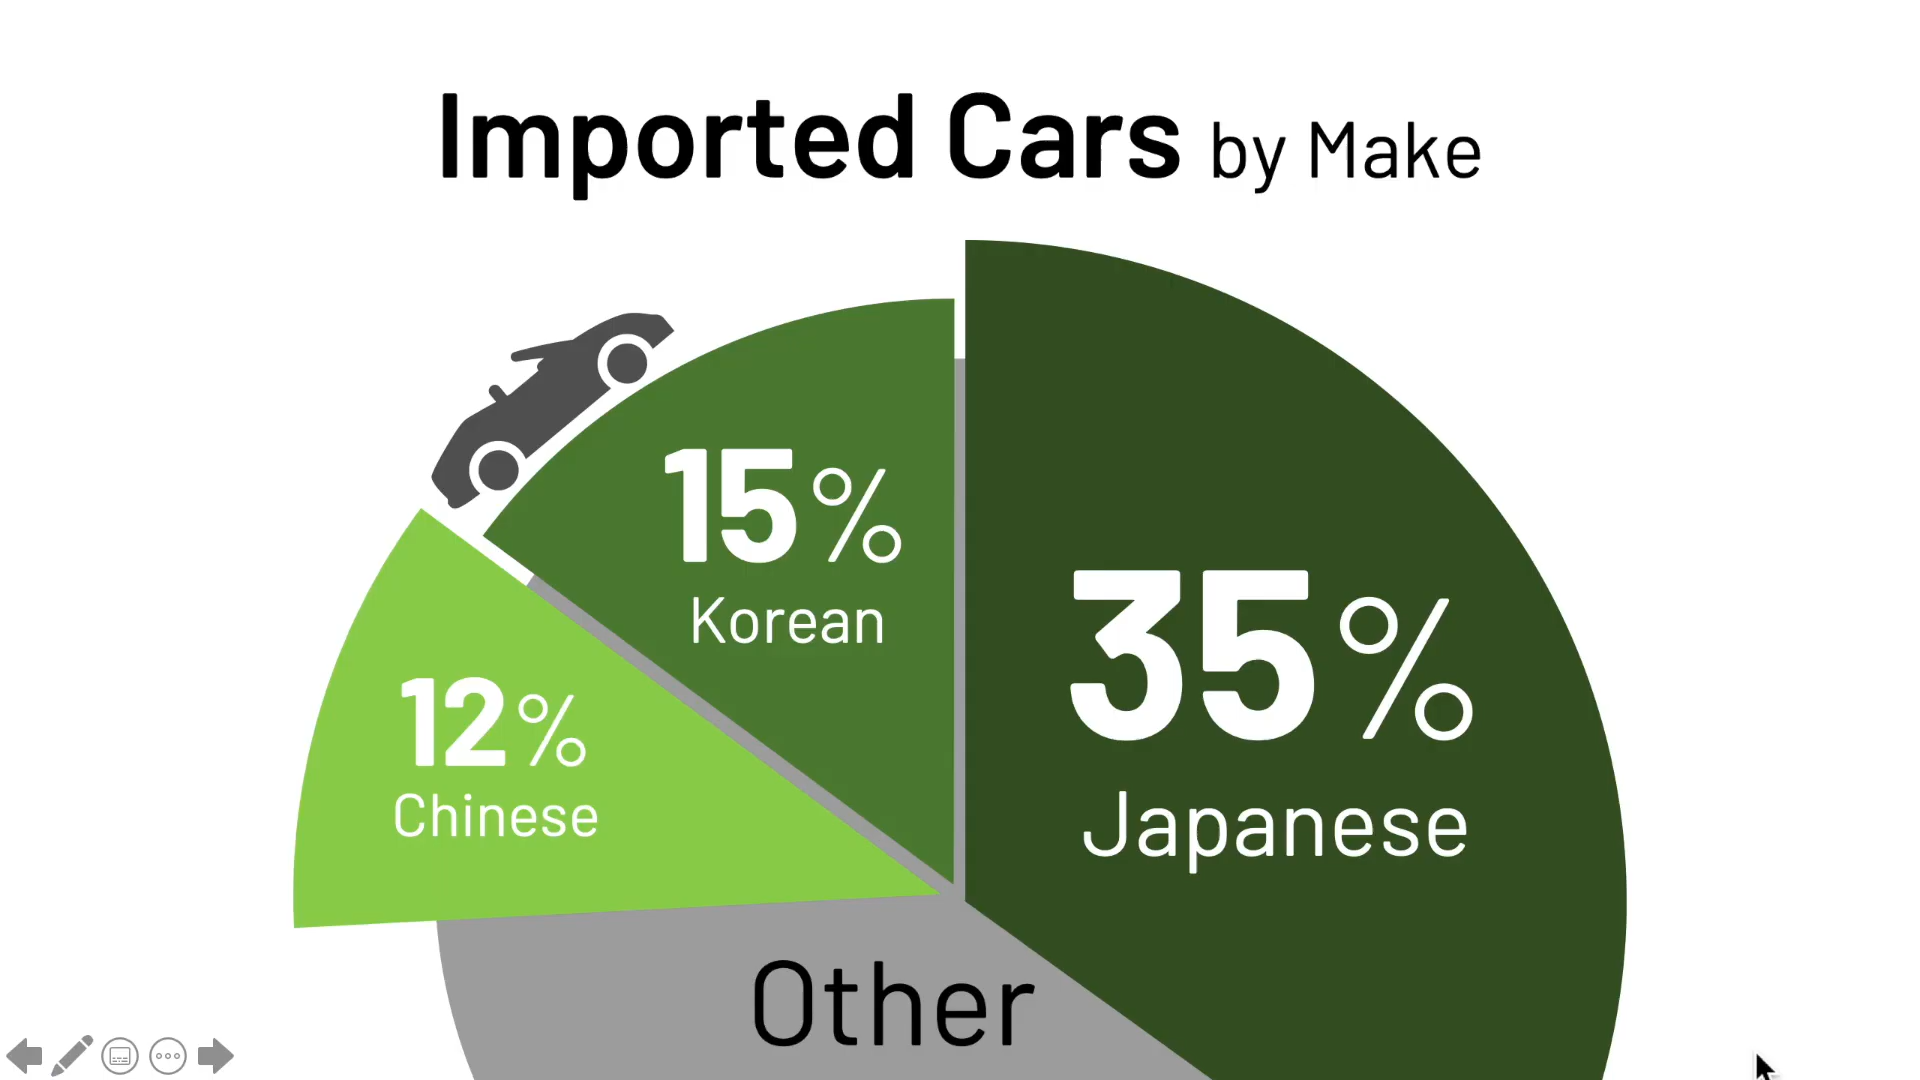 Imported Cars by Make
15%
Korean
35%
Japanese
12%
Chinese
Other